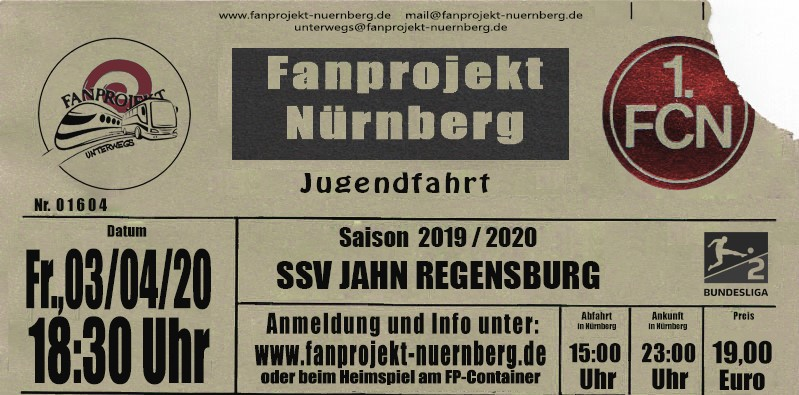 www.fanprojekt-nuernberg.de mail@fanprojekt-nuernberg.de
unterwegs@fanprojekt-nuernberg.de
FANPROJEKT
UNTERWEGS
Fanprojekt
Nürnberg
1.
FCN
Jugendfahrt
Nr. 01604
Datum
Fr.,03/04/20
18:30 Uhr
Saison 2019 / 2020
SSV JAHN REGENSBURG
2
BUNDESLIGA
Anmeldung und Info unter:
www.fanprojekt-nuernberg.de
oder beim Heimspiel am FP-Container
Abfahrt
in Nürnberg
15:00
Uhr
Ankunft
in Nürnberg
23:00
Uhr
Preis
19,00
Euro